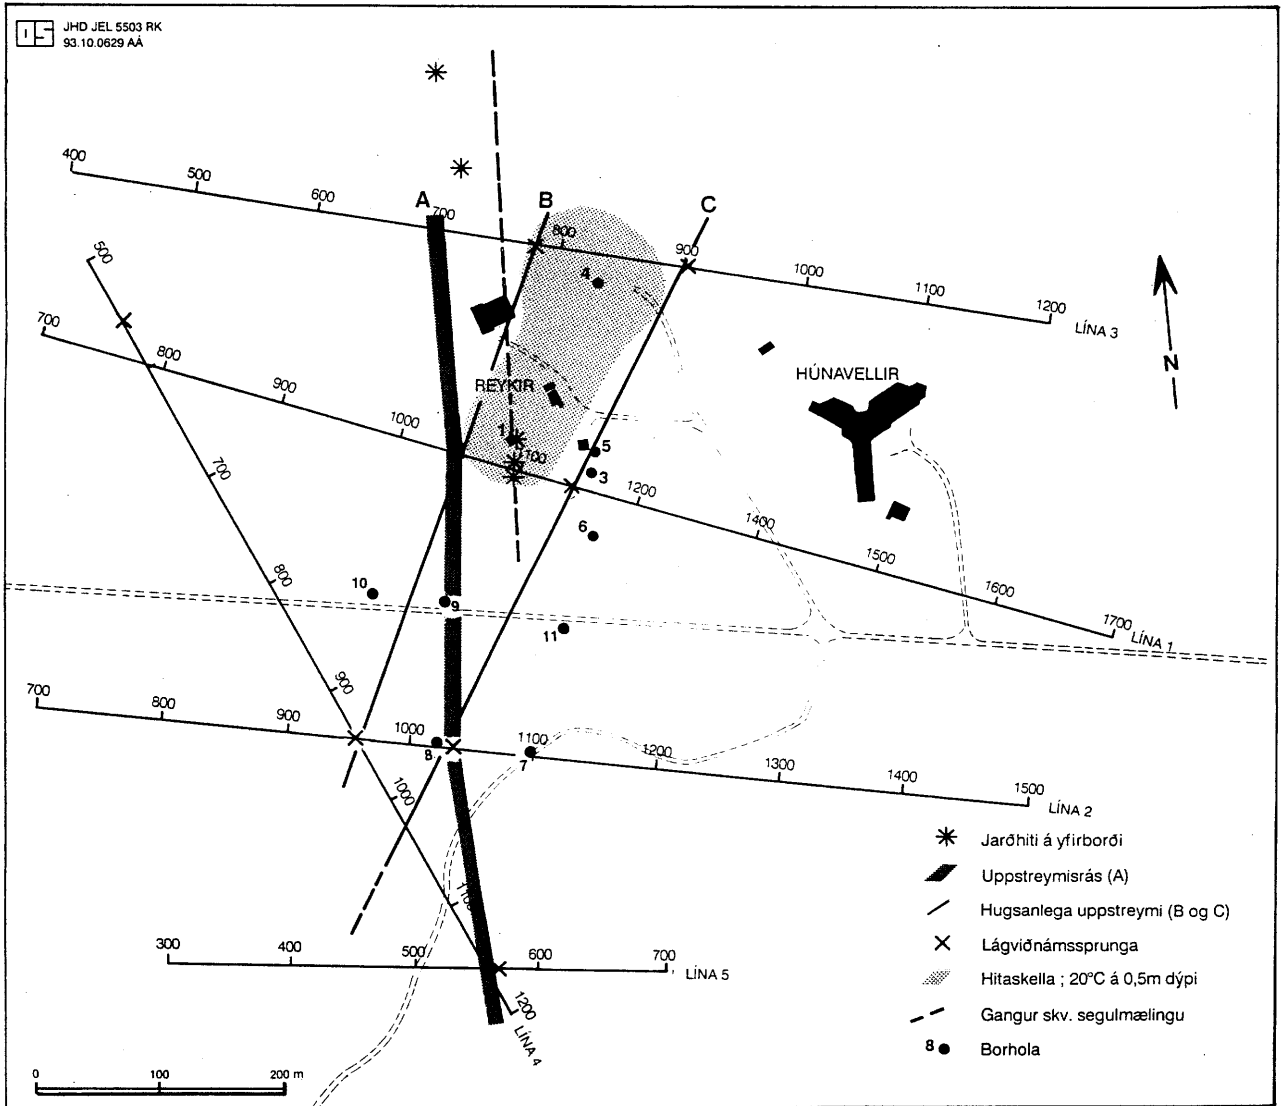 OS
JHD JEL 5503 RK
93.10.0629 AÁ
A
B
C
400
500
600
700
800
900
1000
1100
1200
LÍNA 3
4
N
HÚNAVELLIR
REYKIR
700
800
900
1000
1100
1200
1400
1500
1600
1700
LÍNA 1
1
5
3
6
10
9
11
500
700
800
900
1000
1100
1200
LÍNA 4
700
800
900
1000
1100
1200
1300
1400
1500
LÍNA 2
8
7
300
400
500
600
700
LÍNA 5
Jarðhiti á yfirborði
Uppstreymisrás (A)
Hugsanlega uppstreymi (B og C)
Lágviðnámssprunga
Hitaskella ; 20°C á 0,5m dýpi
Gangur skv. segulmælingu
8 Borhola
0 100 200 m